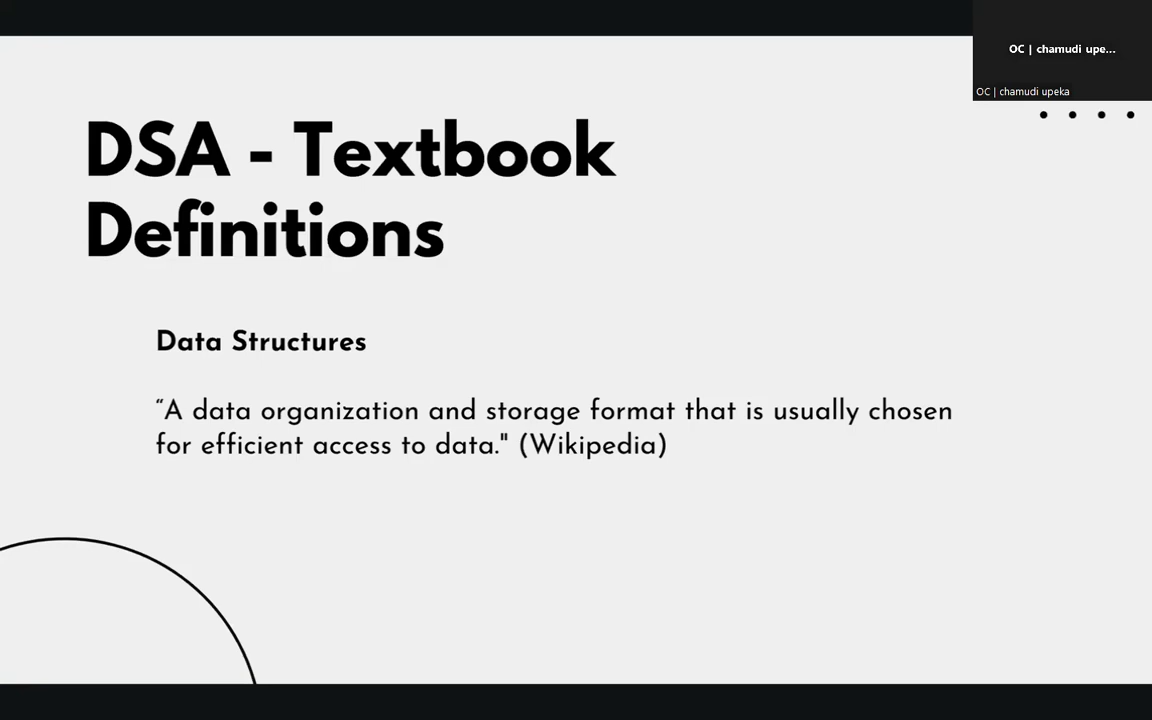 OC | chamudi upe...
OC | chamudi upeka
DSA - Textbook
Definitions
Data Structures
“A data organization and storage format that is usually chosen
for efficient access to data." (Wikipedia)